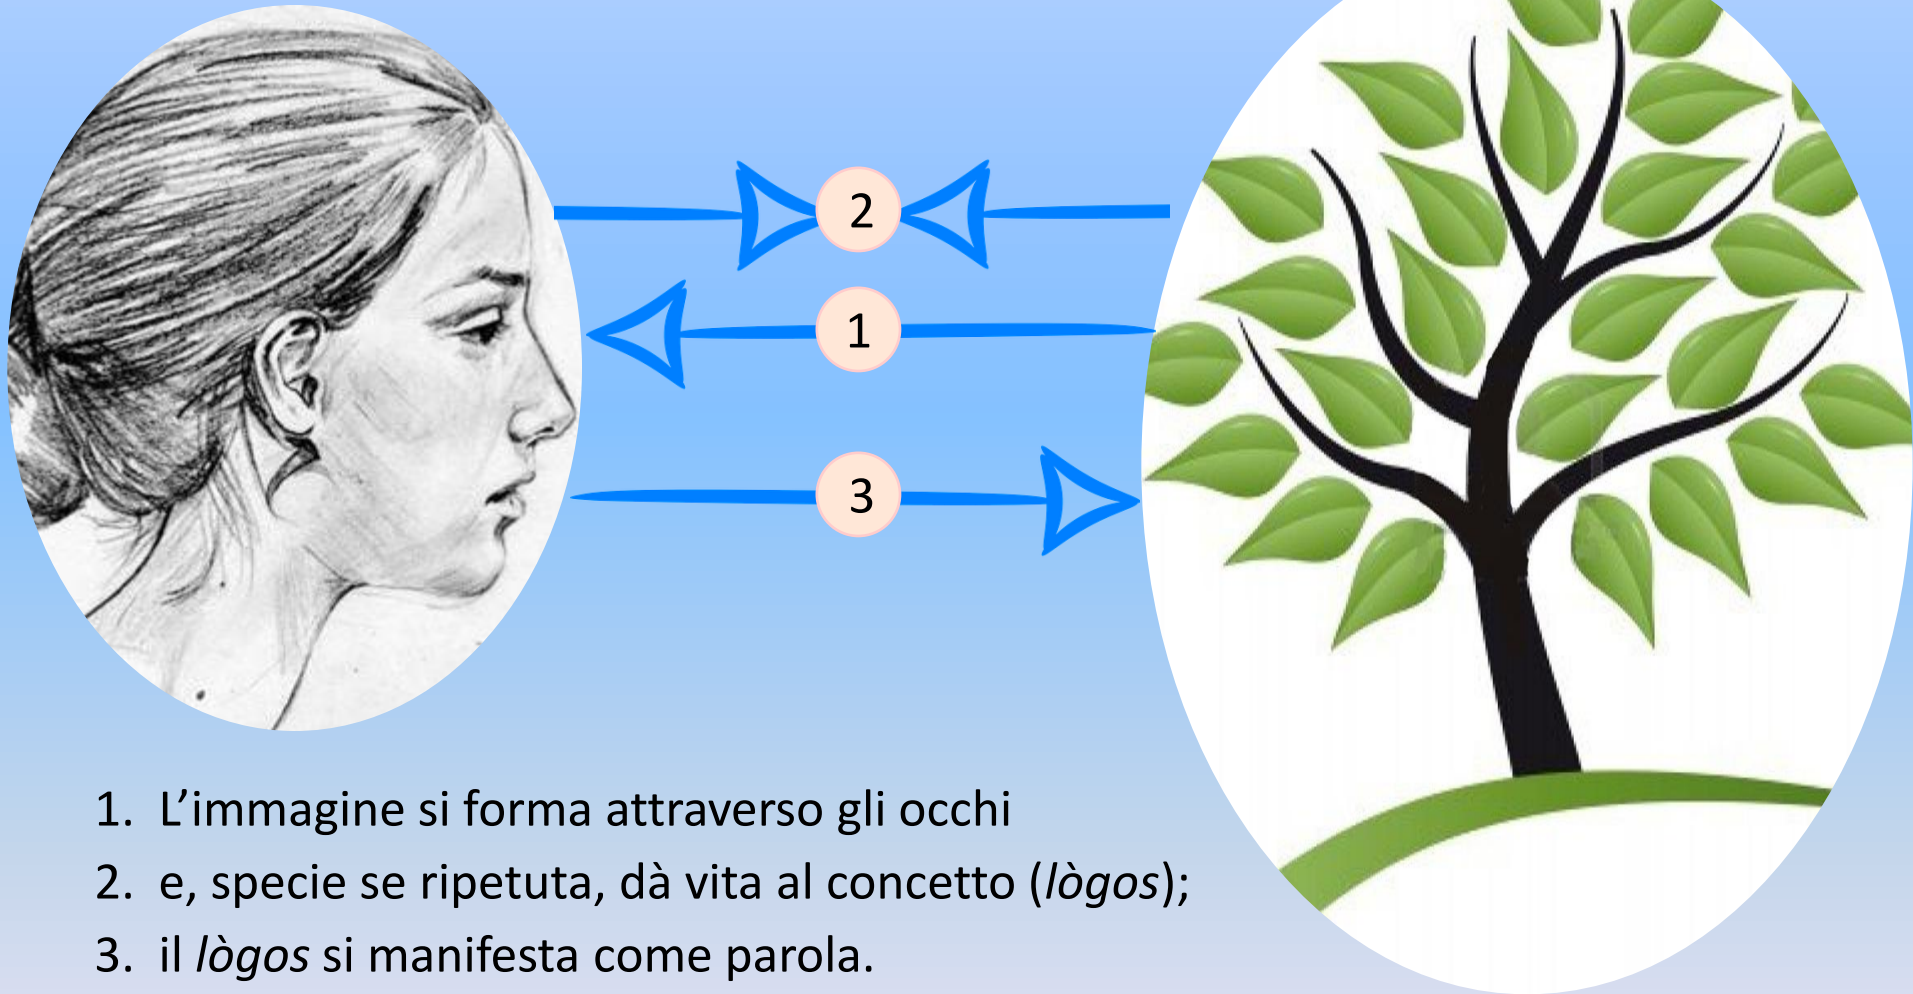 2
1
3
1. L’immagine si forma attraverso gli occhi
2. e, specie se ripetuta, dà vita al concetto (lògos);
3. il lògos si manifesta come parola.